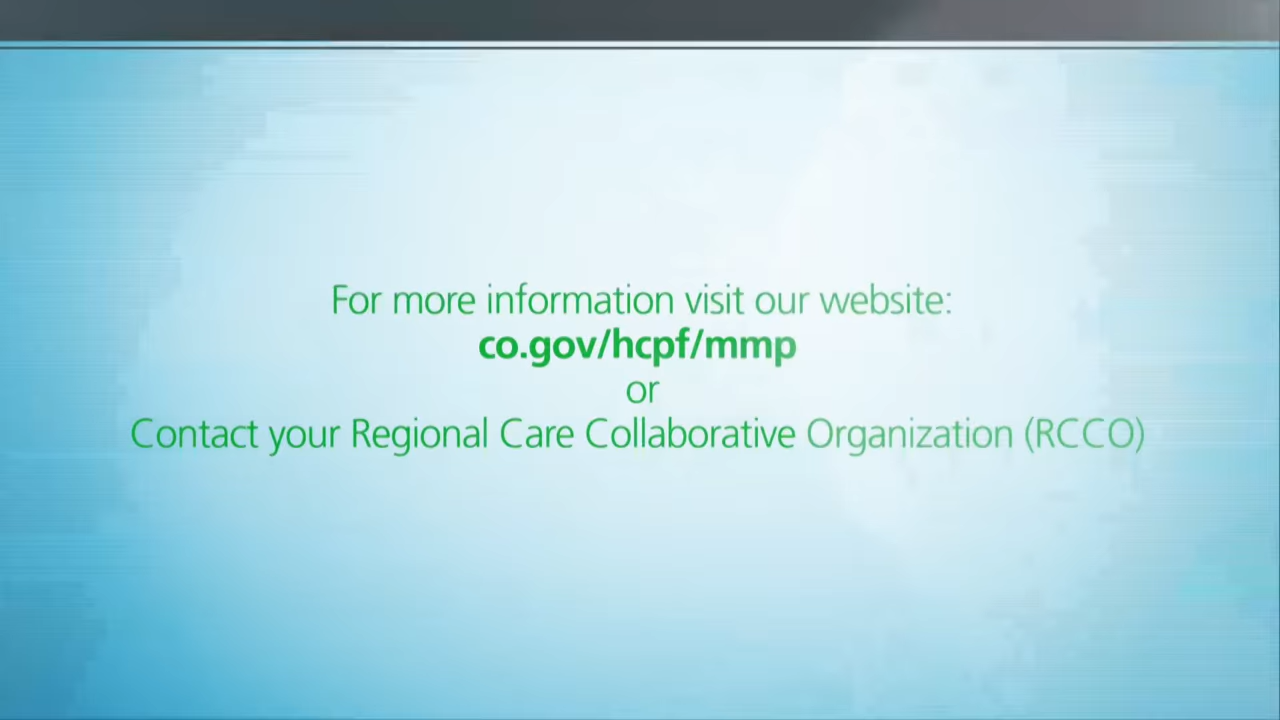 For more information visit our website:
co.gov/hcpf/mmp
or
Contact your Regional Care Collaborative Organization (RCCO)